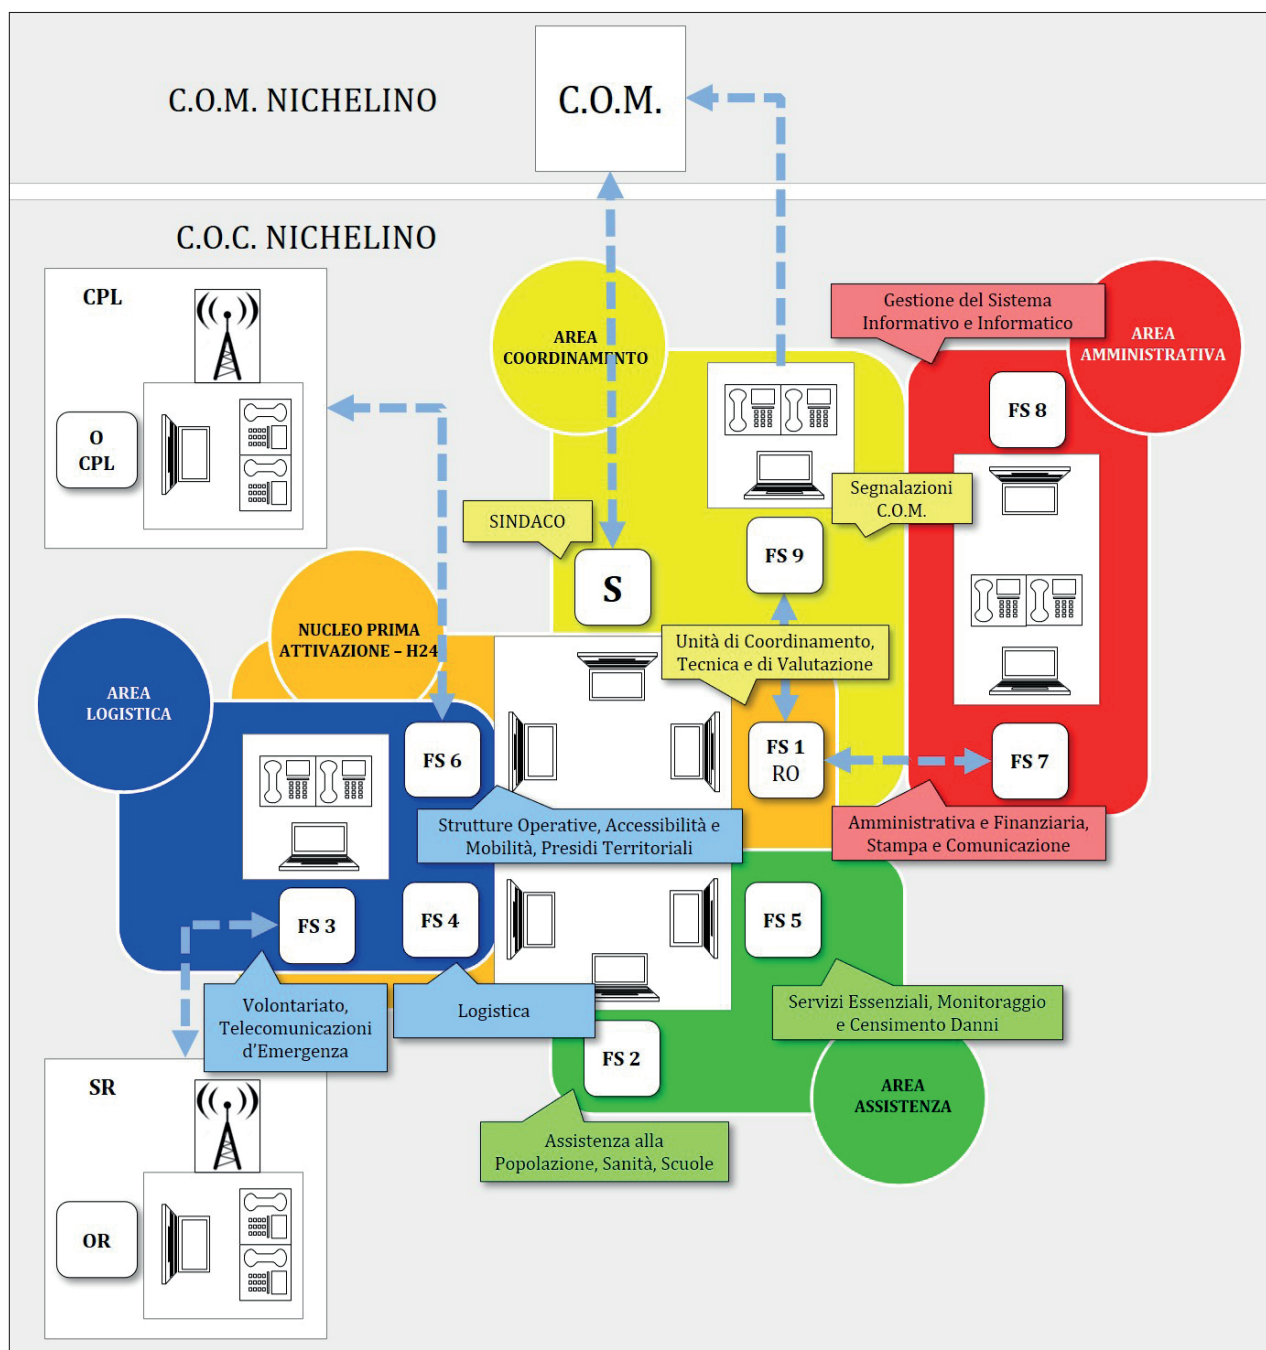 C.O.M. NICHELINO
C.O.M.
C.O.C. NICHELINO
CPL
O
CPL
AREA
COORDINAMENTO
Gestione del Sistema
Informativo e Informatico
AREA
AMMINISTRATIVA
FS 8
Segnalazioni
C.O.M.
SINDACO
FS 9
S
NUCLEO PRIMA
ATTIVAZIONE – H24
Unità di Coordinamento,
Tecnica e di Valutazione
AREA
LOGISTICA
FS 6
FS 1
RO
FS 7
Strutture Operative, Accessibilità e
Mobilità, Presidi Territoriali
Amministrativa e Finanziaria,
Stampa e Comunicazione
FS 3
FS 4
FS 5
Volontariato,
Telecomunicazioni
d'Emergenza
Logistica
Servizi Essenziali, Monitoraggio
e Censimento Danni
FS 2
SR
AREA
ASSISTENZA
Assistenza alla
Popolazione, Sanità, Scuole
OR